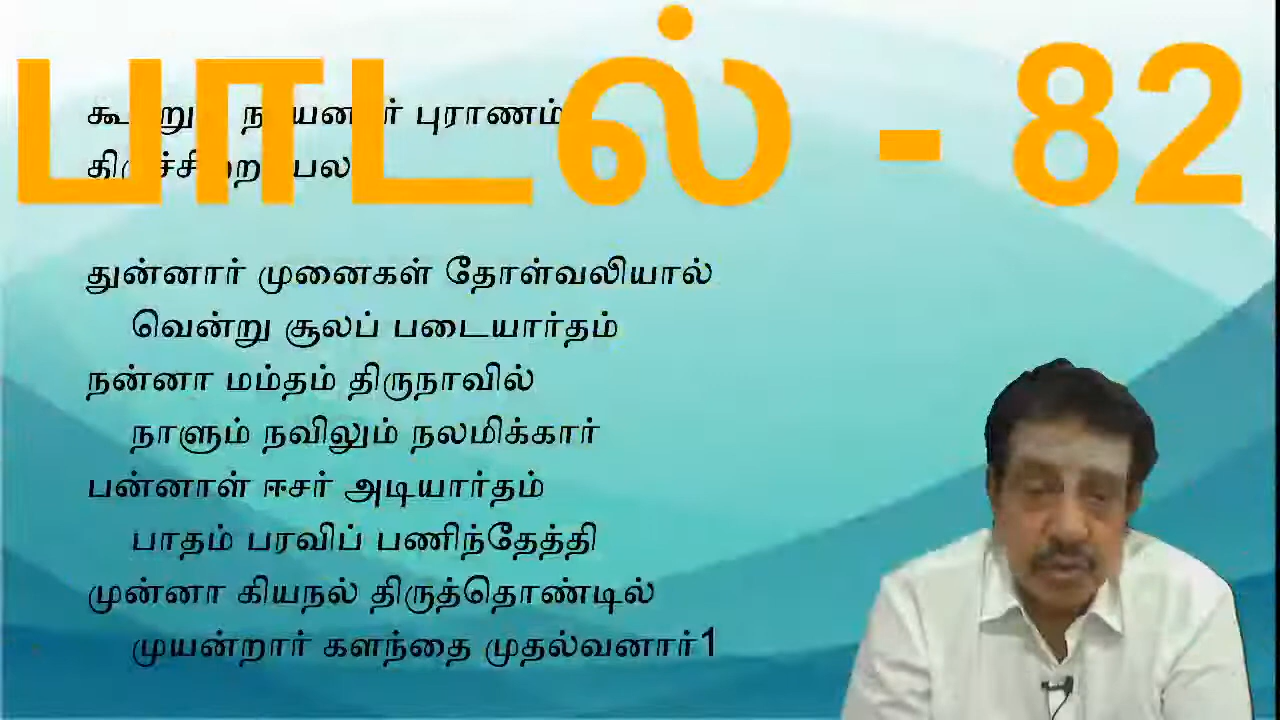 பாடல் - 82
புராணம்
துன்னார் முனைகள் தோள்வலியால்
வென்று சூலப் படையார்தம்
நன்னா மம்தம் திருநாவில்
நாளும் நவிலும் நலமிக்கார்
பன்னாள் ஈசர் அடியார்தம்
பாதம் பரவிப் பணிந்தேத்தி
முன்னா கியநல் திருத்தொண்டில்
முயன்றார் களந்தை முதல்வனார்1